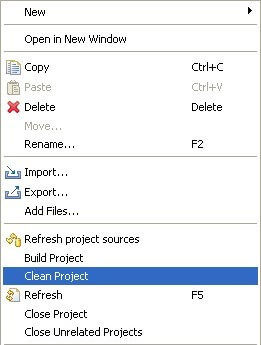 New
Open in New Window
Copy Ctrl+C
Paste Ctrl+V
Delete Delete
Move...
Rename... F2
Import...
Export...
Add Files...
Refresh project sources
Build Project
Clean Project
Refresh F5
Close Project
Close Unrelated Projects